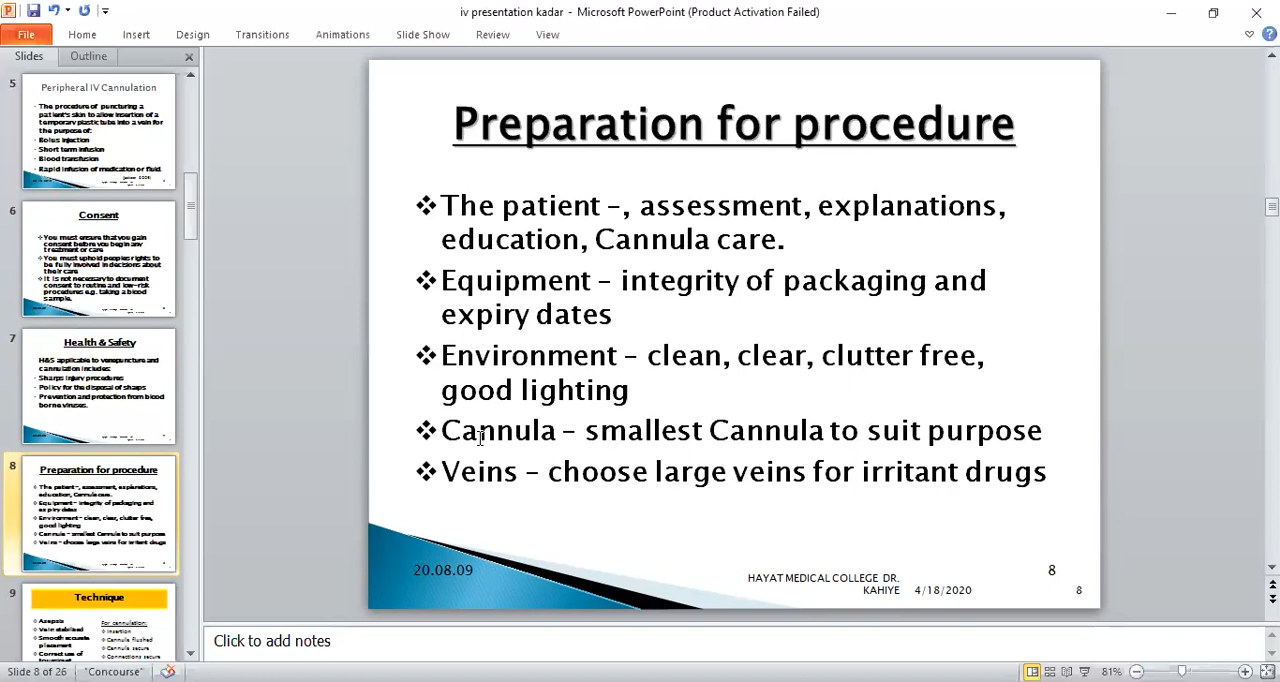 iv presentation kadar - Microsoft PowerPoint (Product Activation Failed)
File Home Insert Design Transitions Animations Slide Show Review View
Slides Outline
5
Peripheral IV Cannulation
The procedure of puncturing a
patient's skin to allow insertion of a
temporary plastic tube into a vein for
the purpose of:
Bolus injection
Short term infusion
Blood transfusion
Rapid infusion of medication or fluid.
6
Consent
You must ensure that you gain
consent before you begin any
treatment or care
You must uphold peoples rights to
be fully involved in decisions about
their care
It is not necessary to document
consent to routine and low-risk
procedures e.g. taking a blood
sample.
7
Health & Safety
H&S applicable to venepuncture and
cannulation includes:
Sharps injury procedures
Policy for the disposal of sharps
Prevention and protection from blood
borne viruses.
8
Preparation for procedure
The patient -, assessment, explanations,
education, Cannula care.
Equipment - integrity of packaging and
expiry dates
Environment - clean, clear, clutter free,
good lighting
Cannula - smallest Cannula to suit purpose
Veins - choose large veins for irritant drugs
9
Technique
Asepsis
Vein stabilised
Smooth accurate
placement
Correct use of
For cannulation:
Insertion
Cannula flushed
Cannula secure
Connections secure
Preparation for procedure
❖The patient -, assessment, explanations,
education, Cannula care.
❖Equipment - integrity of packaging and
expiry dates
❖Environment - clean, clear, clutter free,
good lighting
❖Cannula - smallest Cannula to suit purpose
❖Veins - choose large veins for irritant drugs
20.08.09
HAYAT MEDICAL COLLEGE DR.
KAHIYE 4/18/2020
8
8
Click to add notes
Slide 8 of 26 "Concourse" 81%